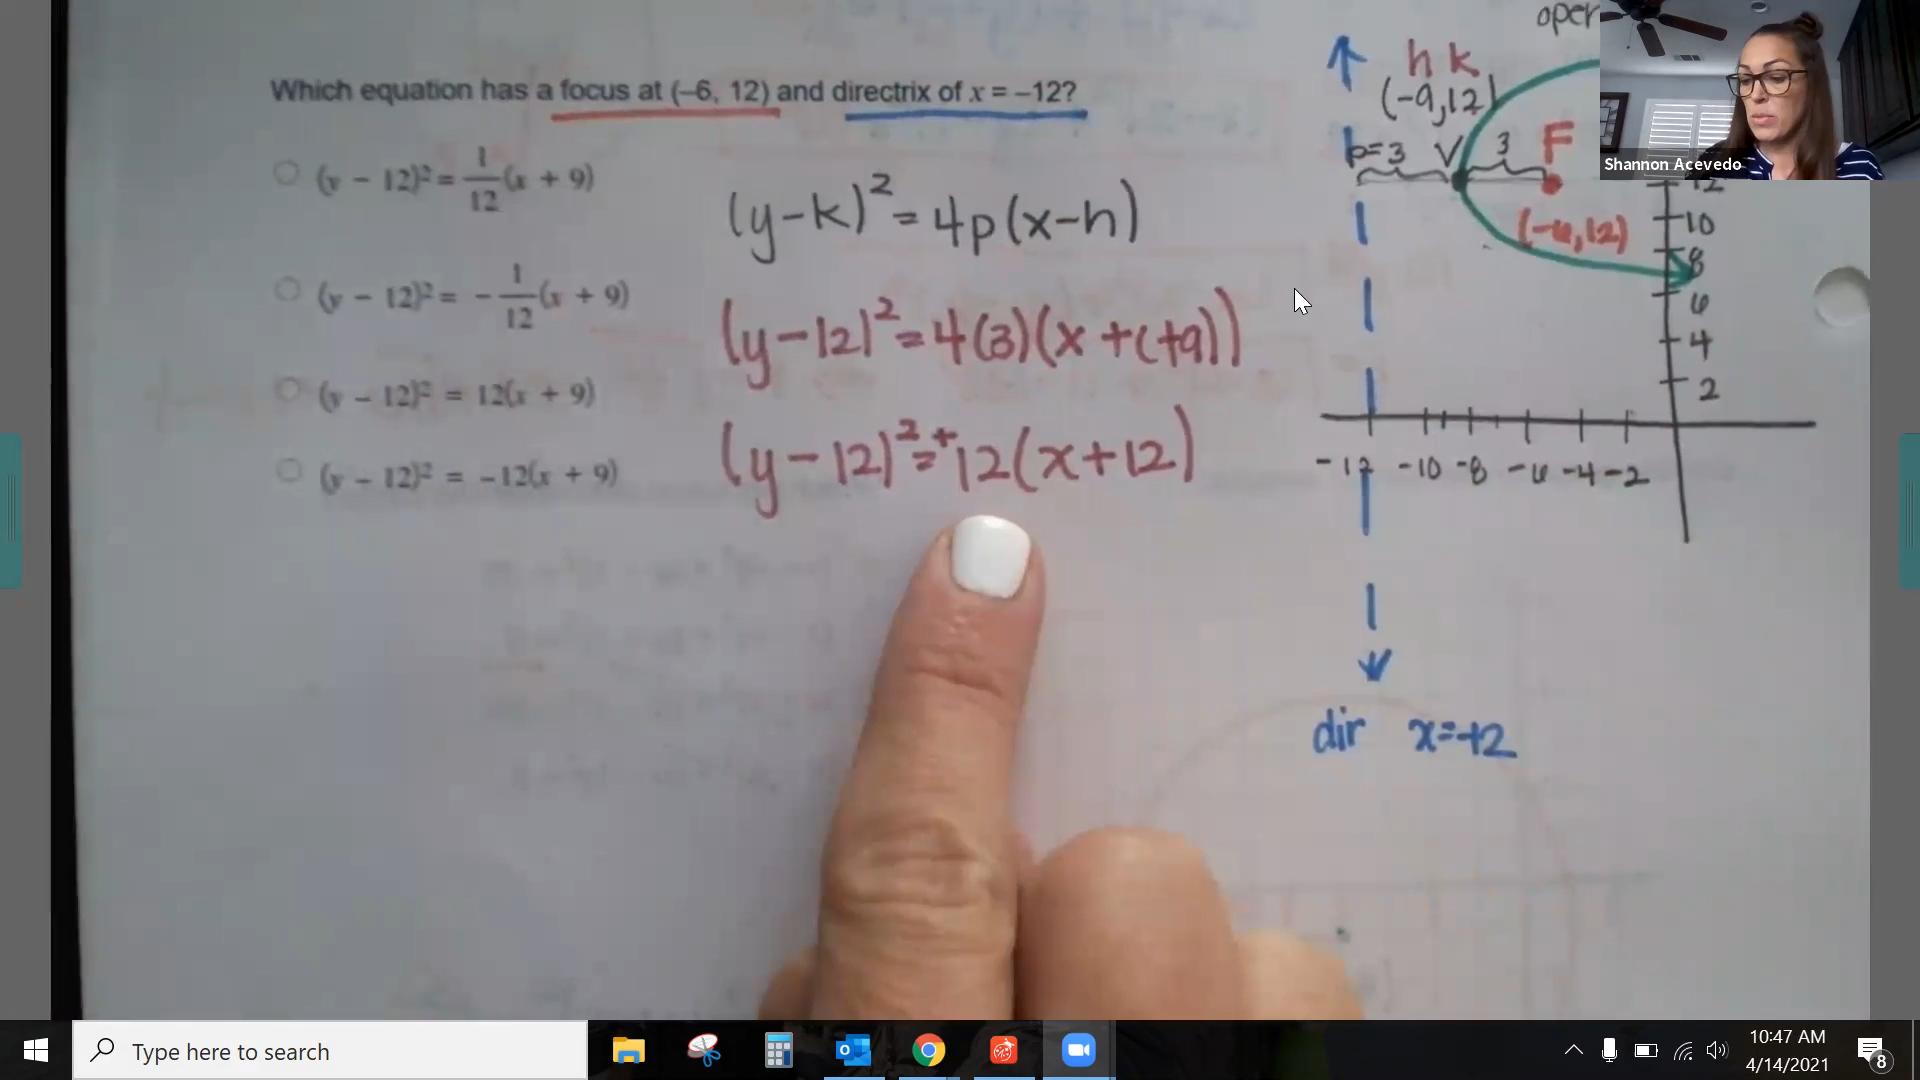 Which equation has a focus at (–6, 12) and directrix of x = –12?
(y – 12)² = 1/12 (x + 9)
(y – 12)² = – 1/12 (x + 9)
(y – 12)² = 12(x + 9)
(y – 12)² = –12(x + 9)
(y-k)² = 4p(x-h)
(y-12)² = 4(3)(x+(+9))
(y-12)² = +12(x+12)
h k
(-9,12)
p=3 V 3 F
(-6,12)
12
10
8
6
4
2
-12 -10 -8 -6 -4 -2
dir x=-12
Shannon Acevedo
Type here to search
10:47 AM
4/14/2021
8